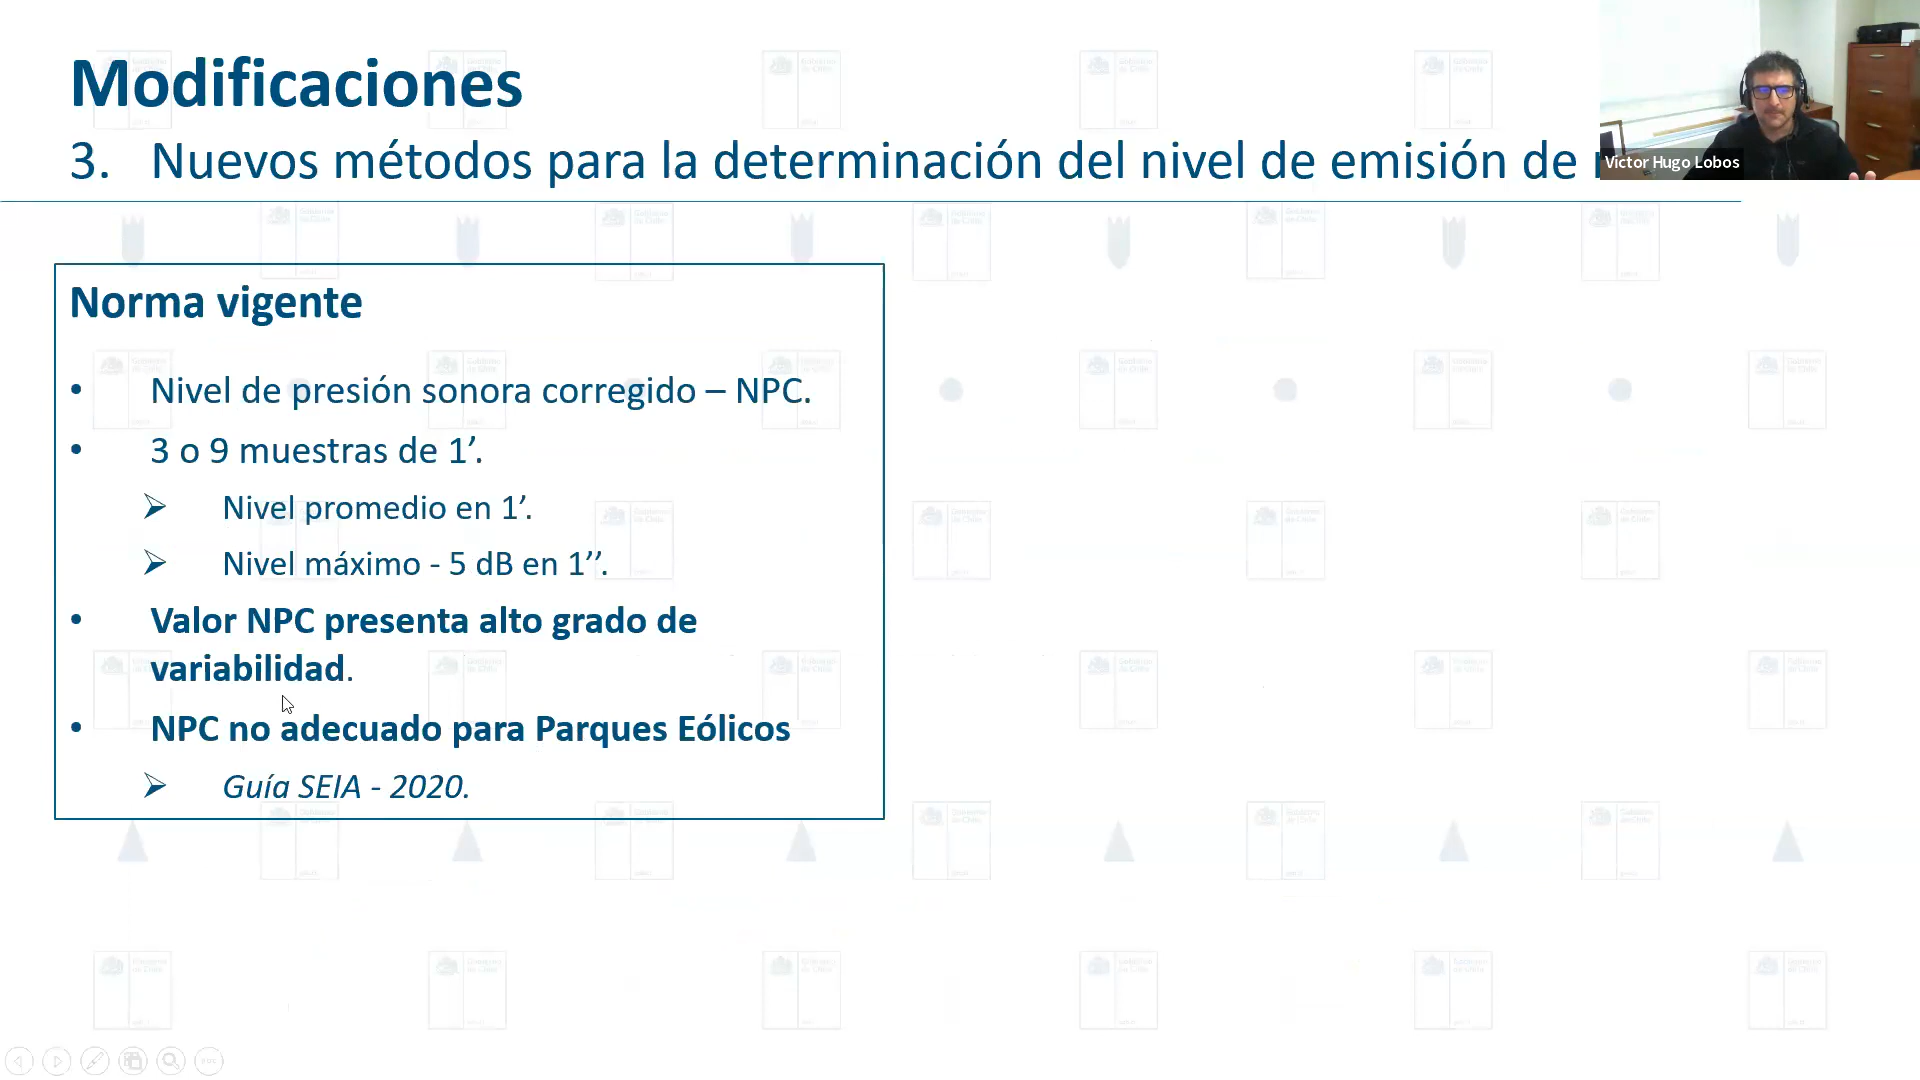 Modificaciones
3. Nuevos métodos para la determinación del nivel de emisión de
Victor Hugo Lobos
Norma vigente
• Nivel de presión sonora corregido – NPC.
• 3 o 9 muestras de 1’.
➢ Nivel promedio en 1’.
➢ Nivel máximo - 5 dB en 1’’.
• Valor NPC presenta alto grado de
variabilidad.
• NPC no adecuado para Parques Eólicos
➢ Guía SEIA - 2020.